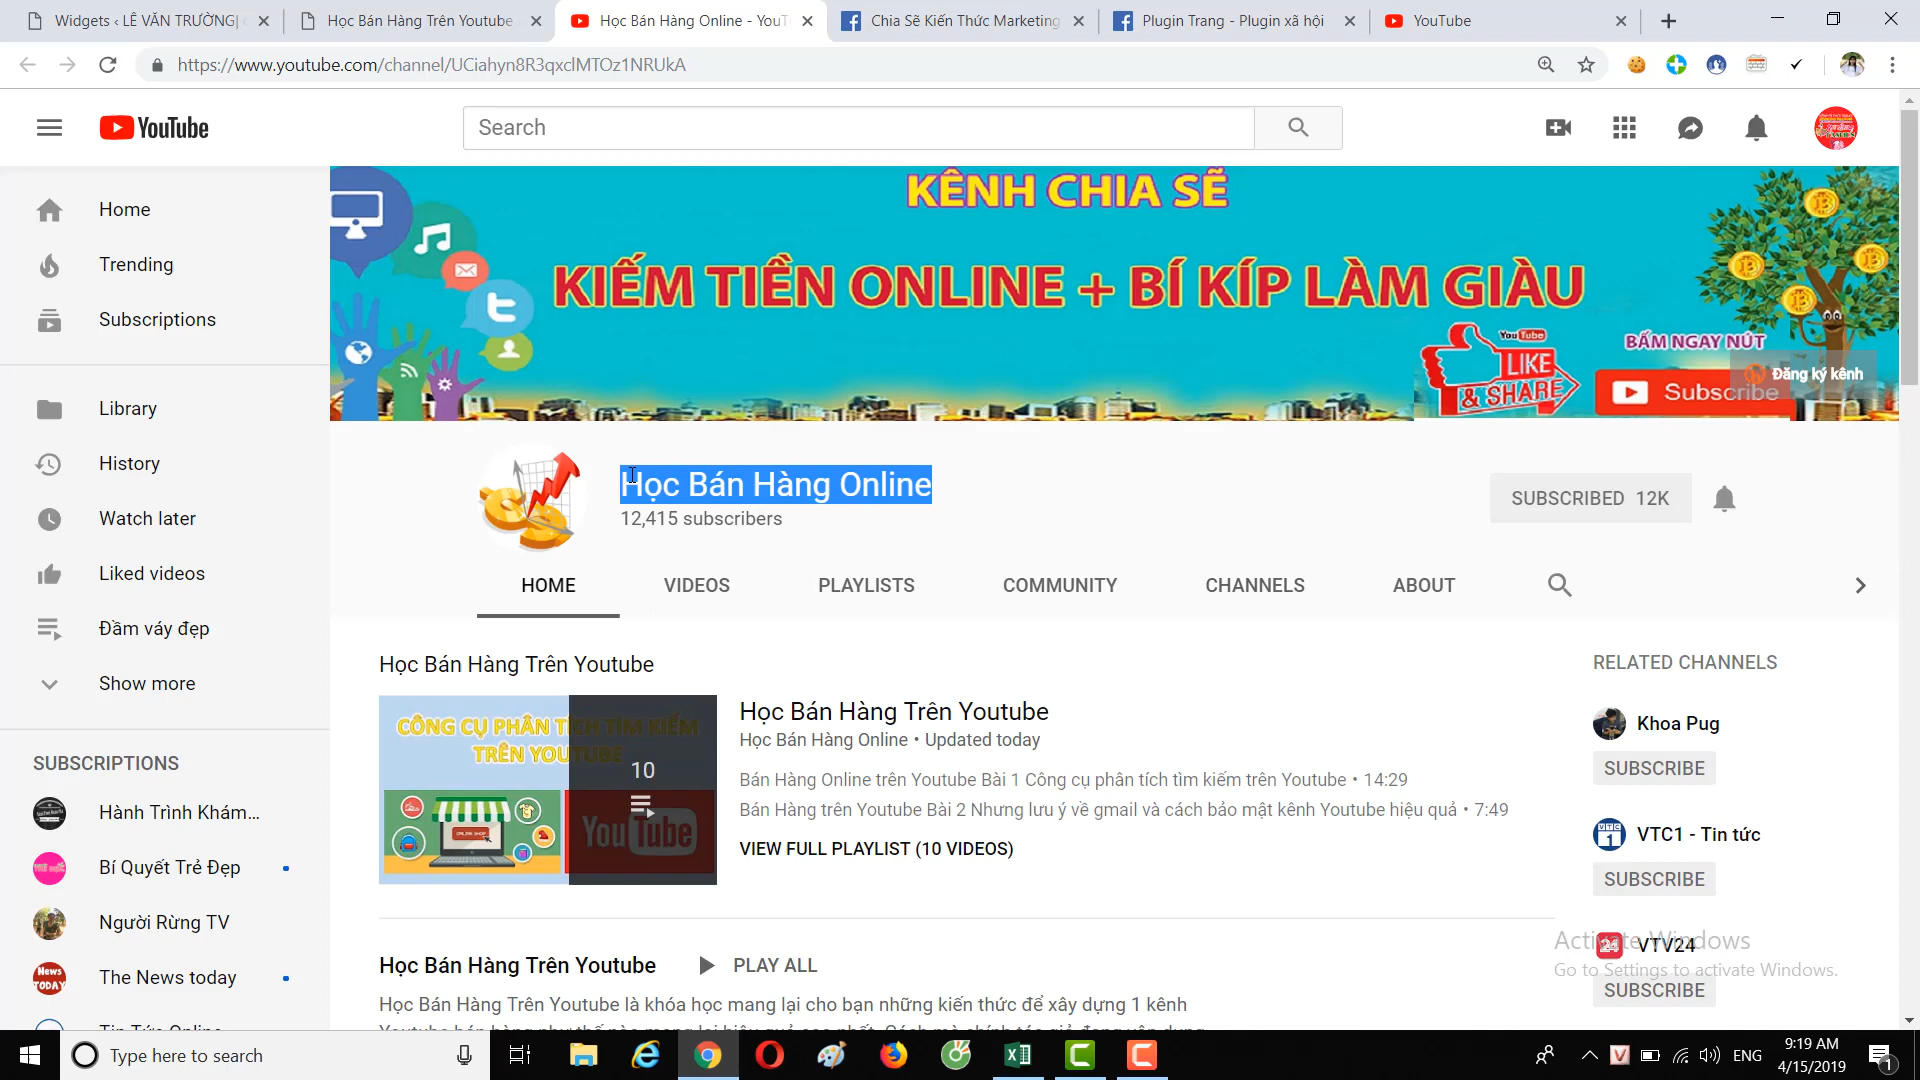 Widgets ‹ LÊ VĂN TRƯỜNG|
Học Bán Hàng Trên Youtube
Học Bán Hàng Online - YouT
Chia Sẽ Kiến Thức Marketing
Plugin Trang - Plugin xã hội
YouTube
https://www.youtube.com/channel/UCiahyn8R3qxclMTOz1NRUkA
YouTube
Search
Home
Trending
Subscriptions
Library
History
Watch later
Liked videos
Đầm váy đẹp
Show more
SUBSCRIPTIONS
Hành Trình Khám...
Bí Quyết Trẻ Đẹp
Người Rừng TV
The News today
Tin Tức Online
KÊNH CHIA SẼ
KIẾM TIỀN ONLINE + BÍ KÍP LÀM GIÀU
YouTube
LIKE
& SHARE
BẤM NGAY NÚT
Đăng ký kênh
Subscribe
Học Bán Hàng Online
12,415 subscribers
SUBSCRIBED 12K
HOME
VIDEOS
PLAYLISTS
COMMUNITY
CHANNELS
ABOUT
Học Bán Hàng Trên Youtube
CÔNG CỤ PHÂN TÍCH TÌM KIẾM
TRÊN YOUTUBE
10
ONLINE SHOP
YouTube
Học Bán Hàng Trên Youtube
Học Bán Hàng Online • Updated today
Bán Hàng Online trên Youtube Bài 1 Công cụ phân tích tìm kiếm trên Youtube • 14:29
Bán Hàng trên Youtube Bài 2 Nhưng lưu ý về gmail và cách bảo mật kênh Youtube hiệu quả • 7:49
VIEW FULL PLAYLIST (10 VIDEOS)
Học Bán Hàng Trên Youtube
PLAY ALL
Học Bán Hàng Trên Youtube là khóa học mang lại cho bạn những kiến thức để xây dựng 1 kênh
RELATED CHANNELS
Khoa Pug
SUBSCRIBE
VTC1 - Tin tức
SUBSCRIBE
VTV24
SUBSCRIBE
Activate Windows
Go to Settings to activate Windows.
Type here to search
ENG
9:19 AM
4/15/2019
1